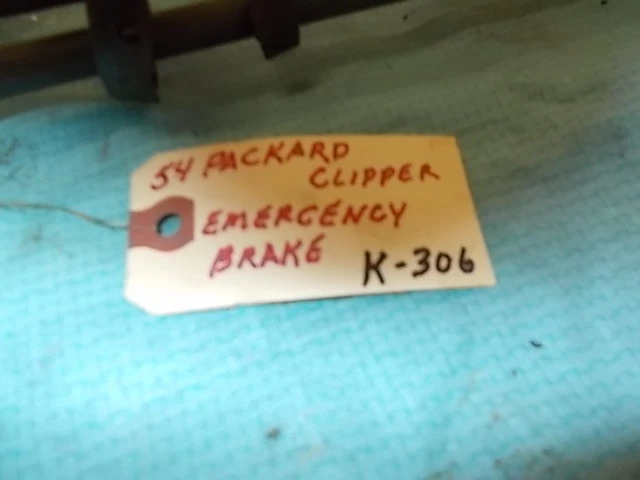 54 PACKARD
CLIPPER
EMERGENCY
BRAKE K-306